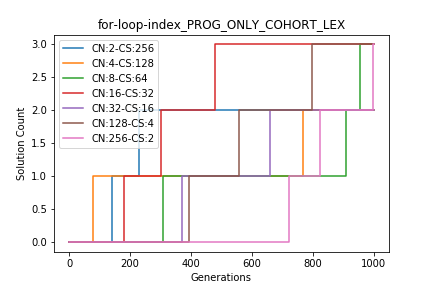 for-loop-index_PROG_ONLY_COHORT_LEX
3.0
2.5
2.0
1.5
1.0
0.5
0.0
Solution Count
CN:2-CS:256
CN:4-CS:128
CN:8-CS:64
CN:16-CS:32
CN:32-CS:16
CN:128-CS:4
CN:256-CS:2
0 200 400 600 800 1000
Generations